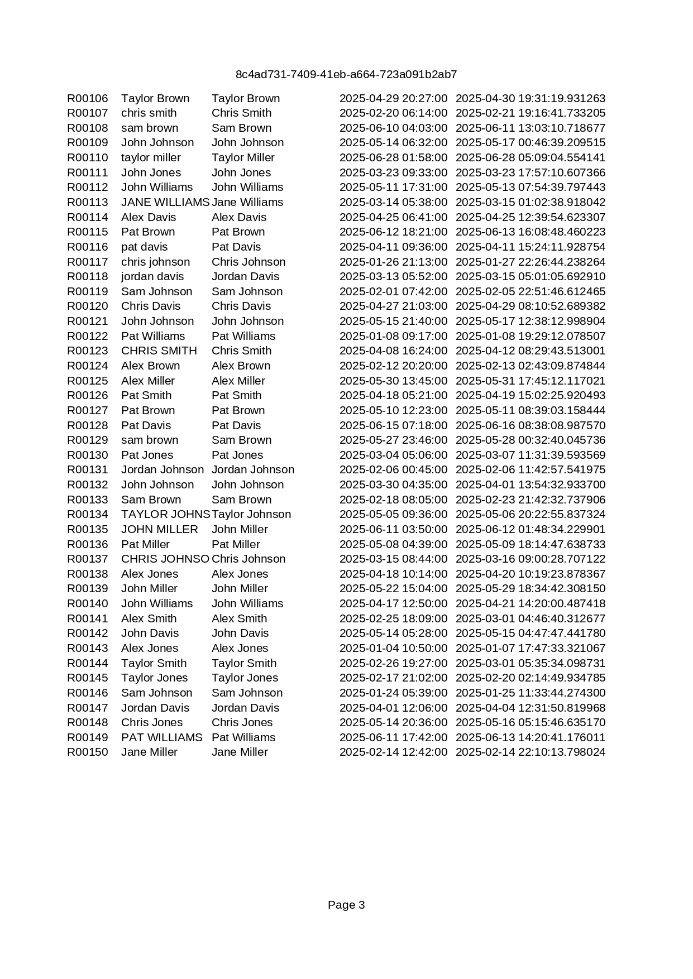 8c4ad731-7409-41eb-a664-723a091b2ab7
R00106 Taylor Brown Taylor Brown 2025-04-29 20:27:00 2025-04-30 19:31:19.931263
R00107 chris smith Chris Smith 2025-02-20 06:14:00 2025-02-21 19:16:41.733205
R00108 sam brown Sam Brown 2025-06-10 04:03:00 2025-06-11 13:03:10.718677
R00109 John Johnson John Johnson 2025-05-14 06:32:00 2025-05-17 00:46:39.209515
R00110 taylor miller Taylor Miller 2025-06-28 01:58:00 2025-06-28 05:09:04.554141
R00111 John Jones John Jones 2025-03-23 09:33:00 2025-03-23 17:57:10.607366
R00112 John Williams John Williams 2025-05-11 17:31:00 2025-05-13 07:54:39.797443
R00113 JANE WILLIAMS Jane Williams 2025-03-14 05:38:00 2025-03-15 01:02:38.918042
R00114 Alex Davis Alex Davis 2025-04-25 06:41:00 2025-04-25 12:39:54.623307
R00115 Pat Brown Pat Brown 2025-06-12 18:21:00 2025-06-13 16:08:48.460223
R00116 pat davis Pat Davis 2025-04-11 09:36:00 2025-04-11 15:24:11.928754
R00117 chris johnson Chris Johnson 2025-01-26 21:13:00 2025-01-27 22:26:44.238264
R00118 jordan davis Jordan Davis 2025-03-13 05:52:00 2025-03-15 05:01:05.692910
R00119 Sam Johnson Sam Johnson 2025-02-01 07:42:00 2025-02-05 22:51:46.612465
R00120 Chris Davis Chris Davis 2025-04-27 21:03:00 2025-04-29 08:10:52.689382
R00121 John Johnson John Johnson 2025-05-15 21:40:00 2025-05-17 12:38:12.998904
R00122 Pat Williams Pat Williams 2025-01-08 09:17:00 2025-01-08 19:29:12.078507
R00123 CHRIS SMITH Chris Smith 2025-04-08 16:24:00 2025-04-12 08:29:43.513001
R00124 Alex Brown Alex Brown 2025-02-12 20:20:00 2025-02-13 02:43:09.874844
R00125 Alex Miller Alex Miller 2025-05-30 13:45:00 2025-05-31 17:45:12.117021
R00126 Pat Smith Pat Smith 2025-04-18 05:21:00 2025-04-19 15:02:25.920493
R00127 Pat Brown Pat Brown 2025-05-10 12:23:00 2025-05-11 08:39:03.158444
R00128 Pat Davis Pat Davis 2025-06-15 07:18:00 2025-06-16 08:38:08.987570
R00129 sam brown Sam Brown 2025-05-27 23:46:00 2025-05-28 00:32:40.045736
R00130 Pat Jones Pat Jones 2025-03-04 05:06:00 2025-03-07 11:31:39.593569
R00131 Jordan Johnson Jordan Johnson 2025-02-06 00:45:00 2025-02-06 11:42:57.541975
R00132 John Johnson John Johnson 2025-03-30 04:35:00 2025-04-01 13:54:32.933700
R00133 Sam Brown Sam Brown 2025-02-18 08:05:00 2025-02-23 21:42:32.737906
R00134 TAYLOR JOHNS Taylor Johnson 2025-05-05 09:36:00 2025-05-06 20:22:55.837324
R00135 JOHN MILLER John Miller 2025-06-11 03:50:00 2025-06-12 01:48:34.229901
R00136 Pat Miller Pat Miller 2025-05-08 04:39:00 2025-05-09 18:14:47.638733
R00137 CHRIS JOHNSO Chris Johnson 2025-03-15 08:44:00 2025-03-16 09:00:28.707122
R00138 Alex Jones Alex Jones 2025-04-18 10:14:00 2025-04-20 10:19:23.878367
R00139 John Miller John Miller 2025-05-22 15:04:00 2025-05-29 18:34:42.308150
R00140 John Williams John Williams 2025-04-17 12:50:00 2025-04-21 14:20:00.487418
R00141 Alex Smith Alex Smith 2025-02-25 18:09:00 2025-03-01 04:46:40.312677
R00142 John Davis John Davis 2025-05-14 05:28:00 2025-05-15 04:47:47.441780
R00143 Alex Jones Alex Jones 2025-01-04 10:50:00 2025-01-07 17:47:33.321067
R00144 Taylor Smith Taylor Smith 2025-02-26 19:27:00 2025-03-01 05:35:34.098731
R00145 Taylor Jones Taylor Jones 2025-02-17 21:02:00 2025-02-20 02:14:49.934785
R00146 Sam Johnson Sam Johnson 2025-01-24 05:39:00 2025-01-25 11:33:44.274300
R00147 Jordan Davis Jordan Davis 2025-04-01 12:06:00 2025-04-04 12:31:50.819968
R00148 Chris Jones Chris Jones 2025-05-14 20:36:00 2025-05-16 05:15:46.635170
R00149 PAT WILLIAMS Pat Williams 2025-06-11 17:42:00 2025-06-13 14:20:41.176011
R00150 Jane Miller Jane Miller 2025-02-14 12:42:00 2025-02-14 22:10:13.798024
Page 3